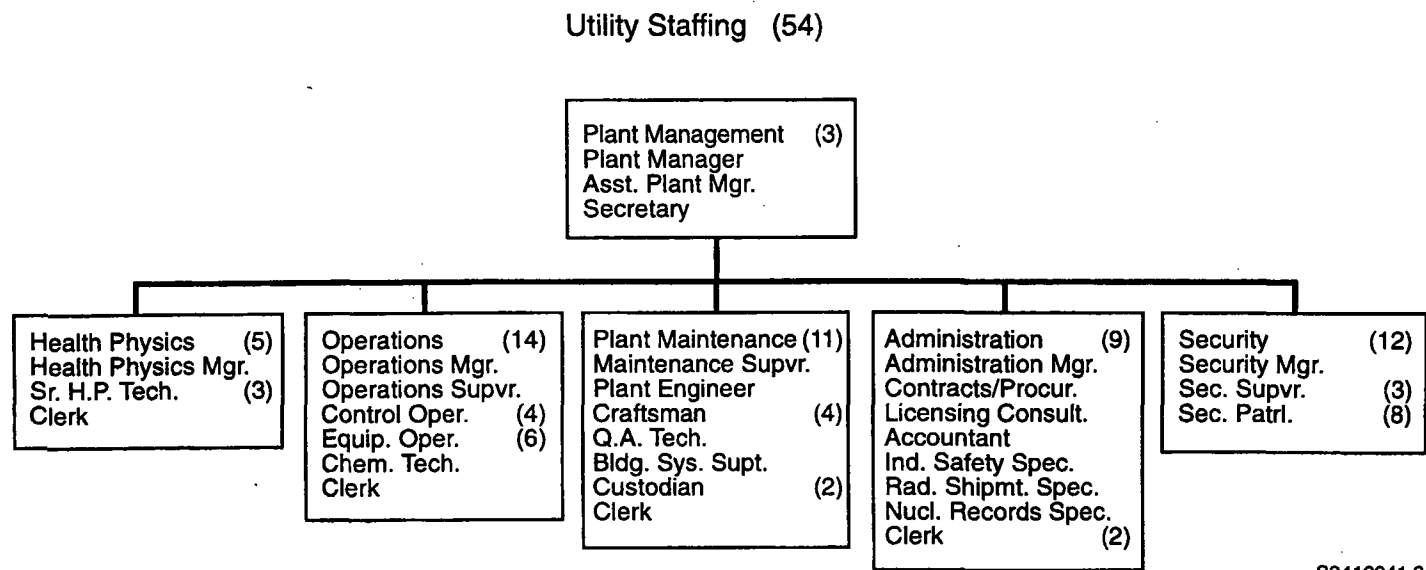 Utility Staffing (54)
Plant Management (3)
Plant Manager
Asst. Plant Mgr.
Secretary
Health Physics (5)
Health Physics Mgr.
Sr. H.P. Tech. (3)
Clerk
Operations (14)
Operations Mgr.
Operations Supvr.
Control Oper. (4)
Equip. Oper. (6)
Chem. Tech.
Clerk
Plant Maintenance (11)
Maintenance Supvr.
Plant Engineer
Craftsman (4)
Q.A. Tech.
Bldg. Sys. Supt.
Custodian (2)
Clerk
Administration (9)
Administration Mgr.
Contracts/Procur.
Licensing Consult.
Accountant
Ind. Safety Spec.
Rad. Shipmt. Spec.
Nucl. Records Spec.
Clerk (2)
Security (12)
Security Mgr.
Sec. Supvr. (3)
Sec. Patrl. (8)